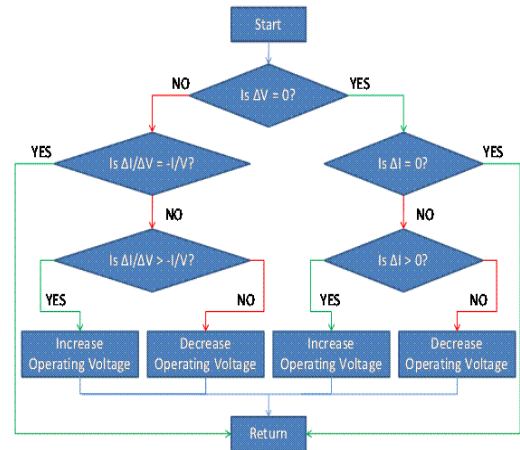 Start
Is ΔV = 0?
NO
YES
Is ΔI/ΔV = -I/V?
YES
NO
Is ΔI = 0?
YES
NO
Is ΔI/ΔV > -I/V?
YES
NO
Is ΔI > 0?
YES
NO
Increase
Operating Voltage
Decrease
Operating Voltage
Increase
Operating Voltage
Decrease
Operating Voltage
Return